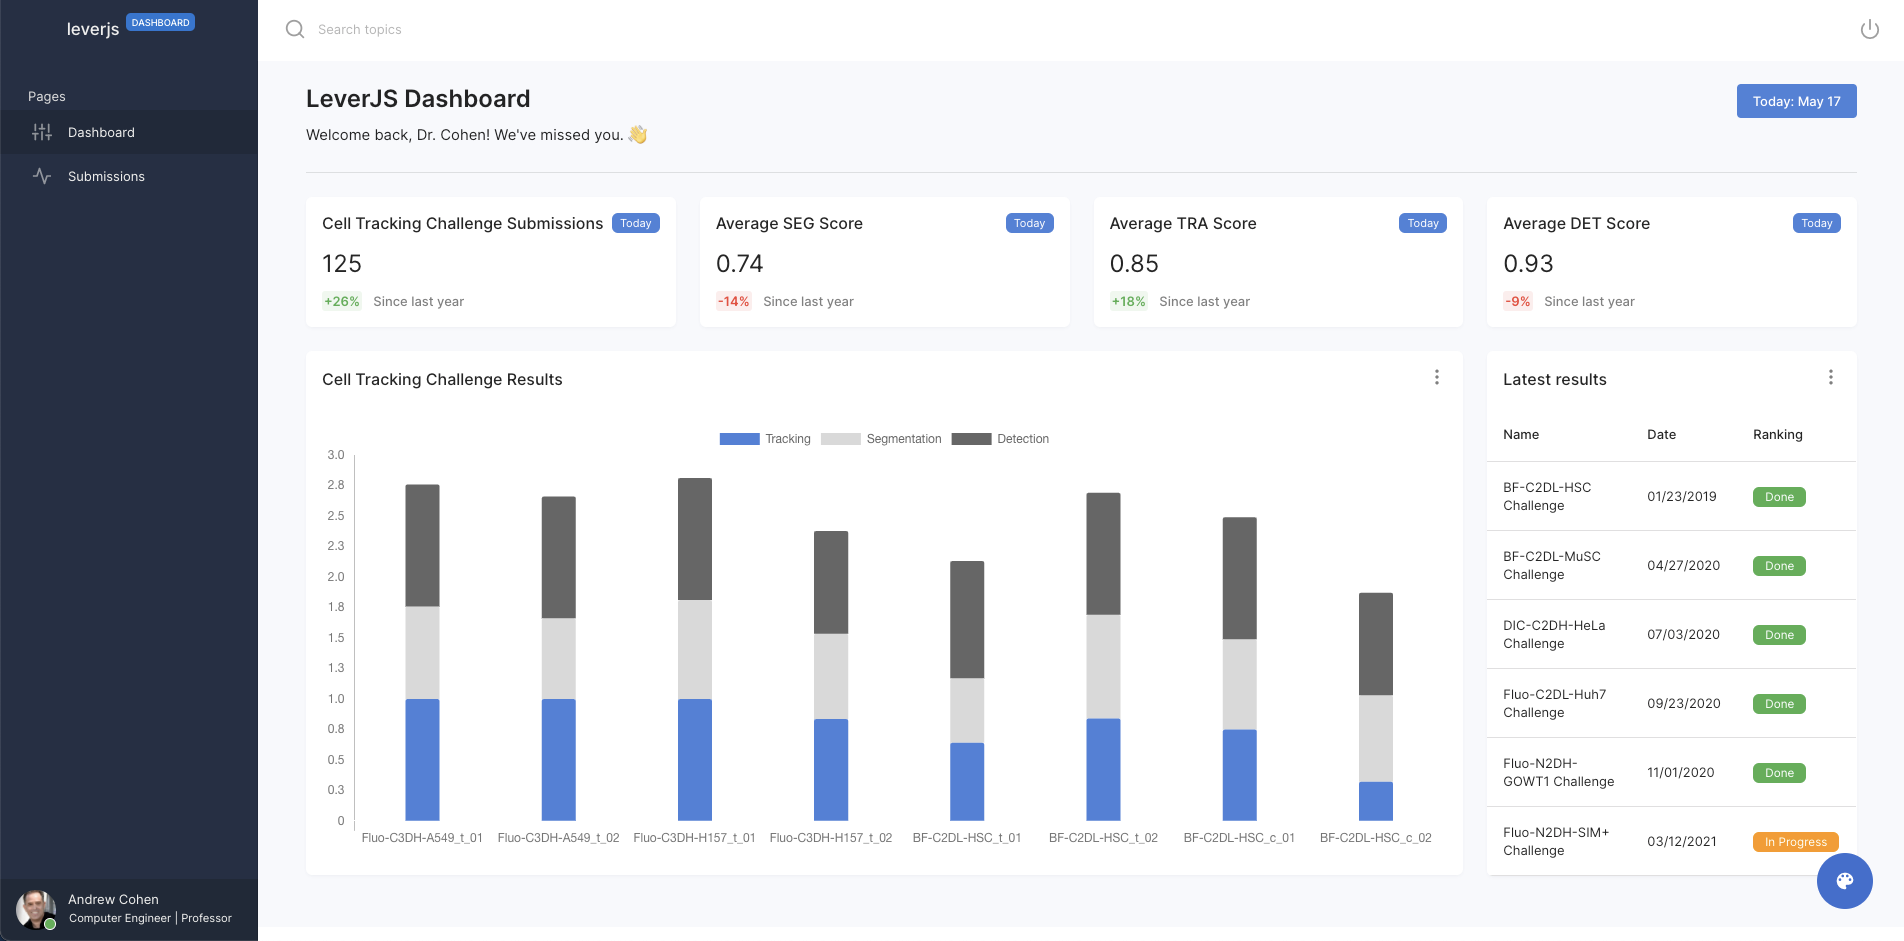 leverjs DASHBOARD
Search topics
Pages
Dashboard
Submissions
LeverJS Dashboard
Today: May 17
Welcome back, Dr. Cohen! We've missed you. 👋
Cell Tracking Challenge Submissions Today
125
+26% Since last year
Average SEG Score Today
0.74
-14% Since last year
Average TRA Score Today
0.85
+18% Since last year
Average DET Score Today
0.93
-9% Since last year
Cell Tracking Challenge Results
Tracking Segmentation Detection
3.0
2.8
2.5
2.3
2.0
1.8
1.5
1.3
1.0
0.8
0.5
0.3
0
Fluo-C3DH-A549_t_01 Fluo-C3DH-A549_t_02 Fluo-C3DH-H157_t_01 Fluo-C3DH-H157_t_02 BF-C2DL-HSC_t_01 BF-C2DL-HSC_t_02 BF-C2DL-HSC_c_01 BF-C2DL-HSC_c_02
Latest results
Name Date Ranking
BF-C2DL-HSC
Challenge
01/23/2019 Done
BF-C2DL-MuSC
Challenge
04/27/2020 Done
DIC-C2DH-HeLa
Challenge
07/03/2020 Done
Fluo-C2DL-Huh7
Challenge
09/23/2020 Done
Fluo-N2DH-
GOWT1 Challenge
11/01/2020 Done
Fluo-N2DH-SIM+
Challenge
03/12/2021 In Progress
Andrew Cohen
Computer Engineer | Professor